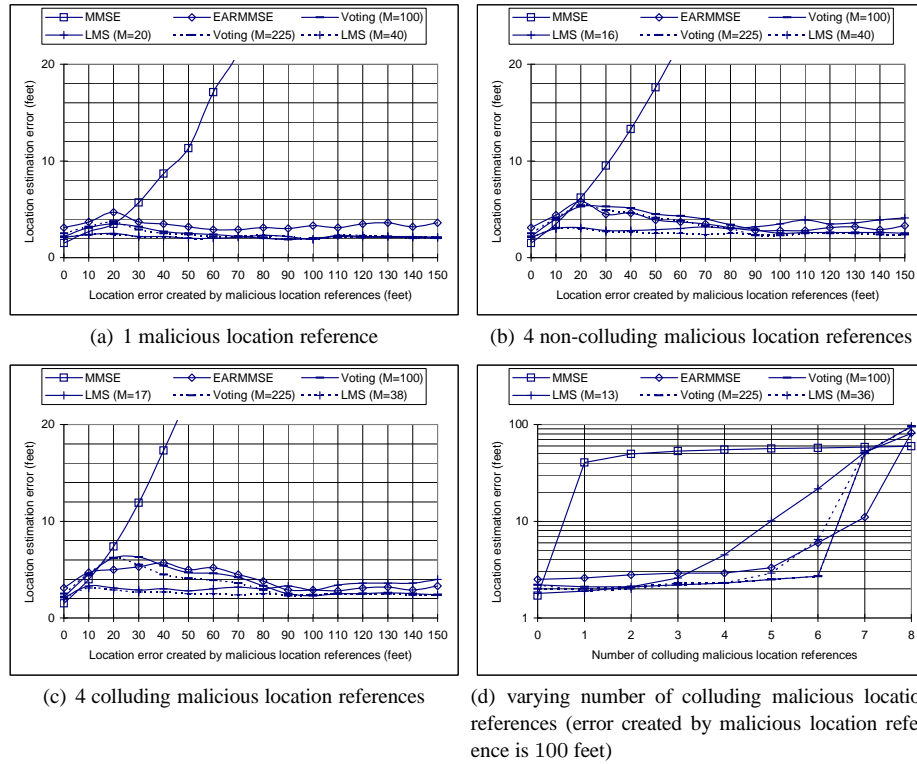 MMSE EARMMSE Voting (M=100)
LMS (M=20) Voting (M=225) LMS (M=40)
Location estimation error (feet)
20
10
0
0 10 20 30 40 50 60 70 80 90 100 110 120 130 140 150
Location error created by malicious location references (feet)
(a) 1 malicious location reference
MMSE EARMMSE Voting (M=100)
LMS (M=16) Voting (M=225) LMS (M=40)
Location estimation error (feet)
20
10
0
0 10 20 30 40 50 60 70 80 90 100 110 120 130 140 150
Location error created by malicious location references (feet)
(b) 4 non-colluding malicious location references
MMSE EARMMSE Voting (M=100)
LMS (M=17) Voting (M=225) LMS (M=38)
Location estimation error (feet)
20
10
0
0 10 20 30 40 50 60 70 80 90 100 110 120 130 140 150
Location error created by malicious location references (feet)
(c) 4 colluding malicious location references
MMSE EARMMSE Voting (M=100)
LMS (M=13) Voting (M=225) LMS (M=36)
Location estimation error (feet)
100
10
1
0 1 2 3 4 5 6 7 8
Number of colluding malicious location references
(d) varying number of colluding malicious locatio
references (error created by malicious location refe
ence is 100 feet)